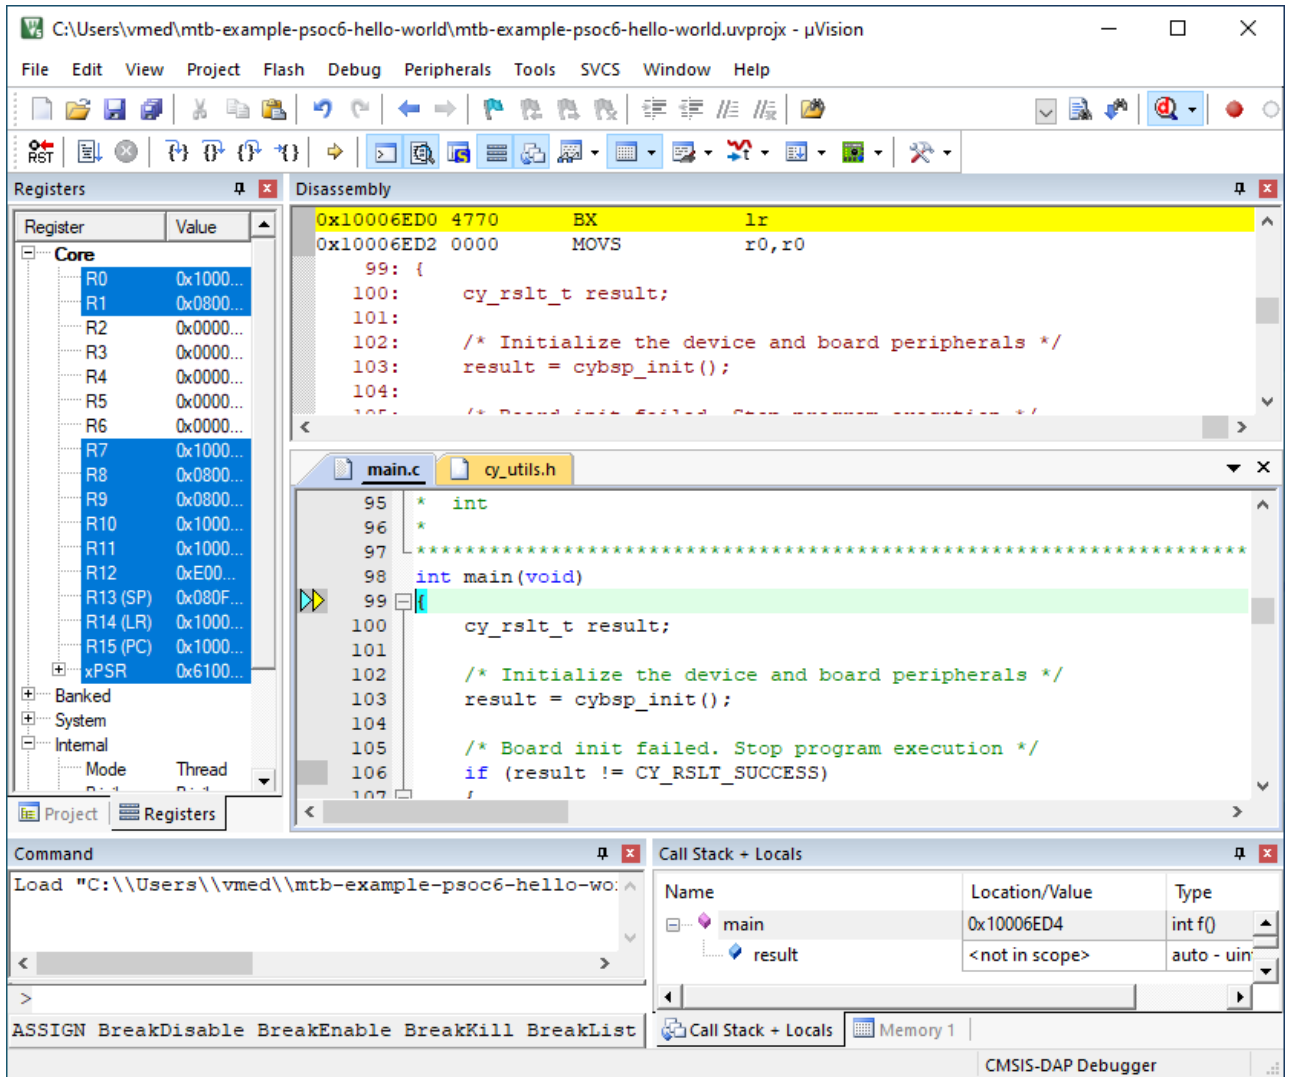 C:\Users\vmed\mtb-example-psoc6-hello-world\mtb-example-psoc6-hello-world.uvprojx - µVision
File Edit View Project Flash Debug Peripherals Tools SVCS Window Help
RST
Registers
Register Value
Core
R0 0x1000...
R1 0x0800...
R2 0x0000...
R3 0x0000...
R4 0x0000...
R5 0x0000...
R6 0x0000...
R7 0x1000...
R8 0x0800...
R9 0x0800...
R10 0x1000...
R11 0x1000...
R12 0xE00...
R13 (SP) 0x080F...
R14 (LR) 0x1000...
R15 (PC) 0x1000...
xPSR 0x6100...
Banked
System
Internal
Mode Thread
Project Registers
Disassembly
0x10006ED0 4770 BX lr
0x10006ED2 0000 MOVS r0,r0
99: {
100: cy_rslt_t result;
101:
102: /* Initialize the device and board peripherals */
103: result = cybsp_init();
104:
105: /* Board init failed. Stop program execution */
main.c cy_utils.h
95 * int
96 *
97 *******************************************************************
98 int main(void)
99 {
100 cy_rslt_t result;
101
102 /* Initialize the device and board peripherals */
103 result = cybsp_init();
104
105 /* Board init failed. Stop program execution */
106 if (result != CY_RSLT_SUCCESS)
107 {
Command
Load "C:\\Users\\vmed\\mtb-example-psoc6-hello-wo
>
ASSIGN BreakDisable BreakEnable BreakKill BreakList
Call Stack + Locals
Name Location/Value Type
main 0x10006ED4 int f()
result <not in scope> auto - uin
Call Stack + Locals Memory 1
CMSIS-DAP Debugger